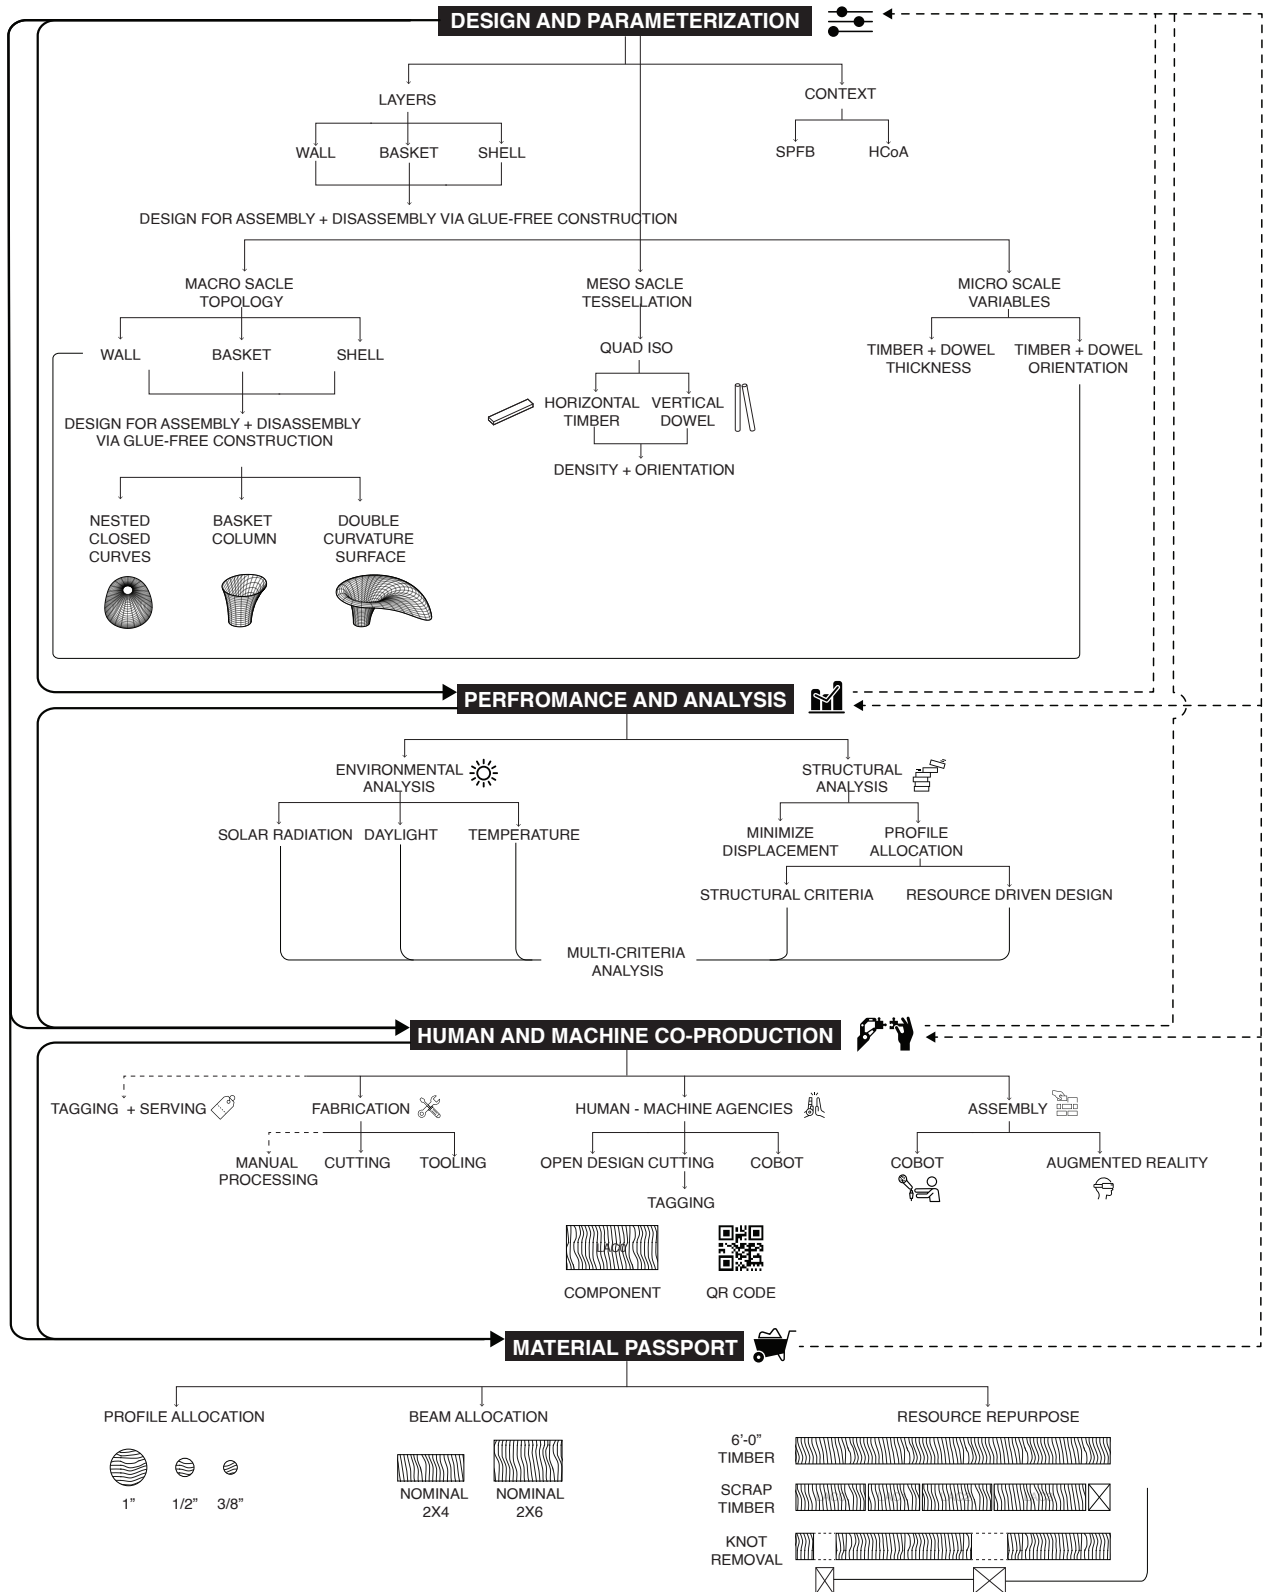 DESIGN AND PARAMETERIZATION
LAYERS
CONTEXT
WALL
BASKET
SHELL
SPFB
HCoA
DESIGN FOR ASSEMBLY + DISASSEMBLY VIA GLUE-FREE CONSTRUCTION
MACRO SACLE
TOPOLOGY
MESO SACLE
TESSELLATION
MICRO SCALE
VARIABLES
WALL
BASKET
SHELL
QUAD ISO
TIMBER + DOWEL
THICKNESS
TIMBER + DOWEL
ORIENTATION
HORIZONTAL
TIMBER
VERTICAL
DOWEL
DESIGN FOR ASSEMBLY + DISASSEMBLY
VIA GLUE-FREE CONSTRUCTION
DENSITY + ORIENTATION
NESTED
CLOSED
CURVES
BASKET
COLUMN
DOUBLE
CURVATURE
SURFACE
PERFROMANCE AND ANALYSIS
ENVIRONMENTAL
ANALYSIS
STRUCTURAL
ANALYSIS
SOLAR RADIATION
DAYLIGHT
TEMPERATURE
MINIMIZE
DISPLACEMENT
PROFILE
ALLOCATION
STRUCTURAL CRITERIA
RESOURCE DRIVEN DESIGN
MULTI-CRITERIA
ANALYSIS
HUMAN AND MACHINE CO-PRODUCTION
TAGGING + SERVING
FABRICATION
HUMAN - MACHINE AGENCIES
ASSEMBLY
MANUAL
PROCESSING
CUTTING
TOOLING
OPEN DESIGN
CUTTING
COBOT
COBOT
AUGMENTED REALITY
TAGGING
COMPONENT
QR CODE
MATERIAL PASSPORT
PROFILE ALLOCATION
BEAM ALLOCATION
RESOURCE REPURPOSE
1”
1/2”
3/8”
NOMINAL
2X4
NOMINAL
2X6
6’-0”
TIMBER
SCRAP
TIMBER
KNOT
REMOVAL